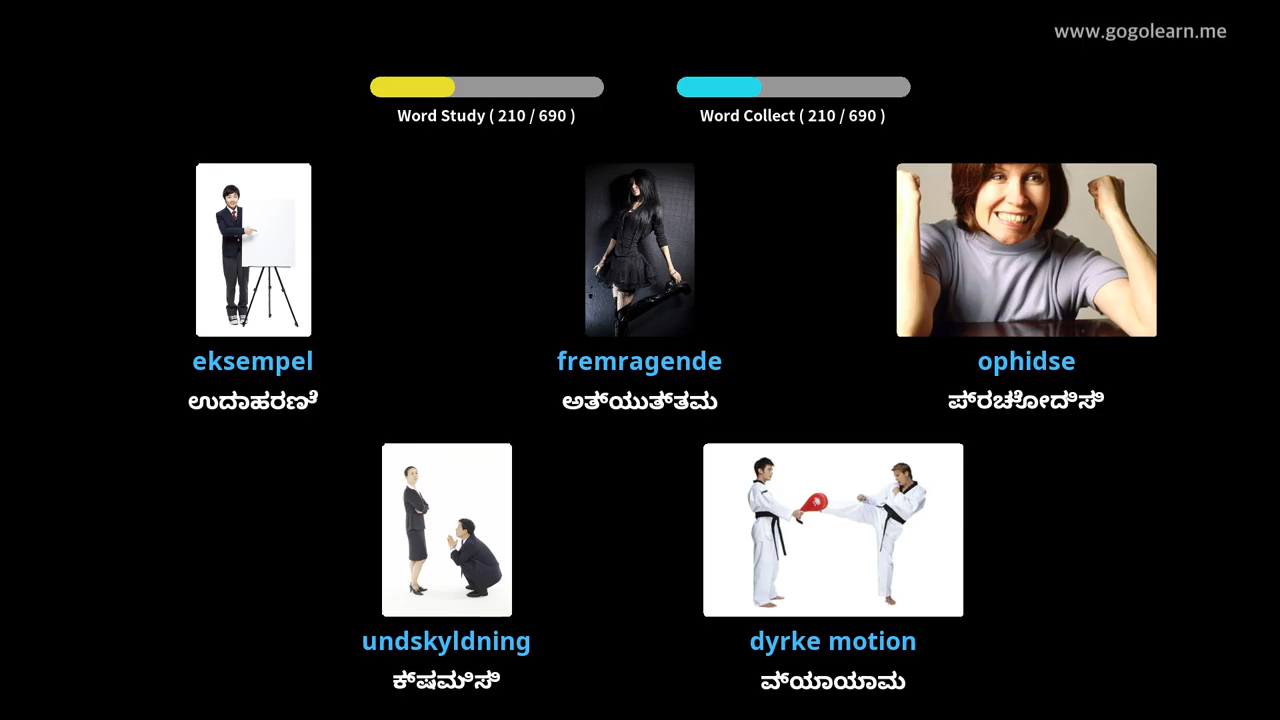 www.gogolearn.me
Word Study ( 210 / 690 )
Word Collect ( 210 / 690 )
eksempel
ಉದಾಹರಣೆ
fremragende
ಅತ್ಯುತ್ತಮ
ophidse
ಪ್ರಚೋದಿಸಿ
undskyldning
ಕ್ಷಮಿಸಿ
dyrke motion
ವ್ಯಾಯಾಮ